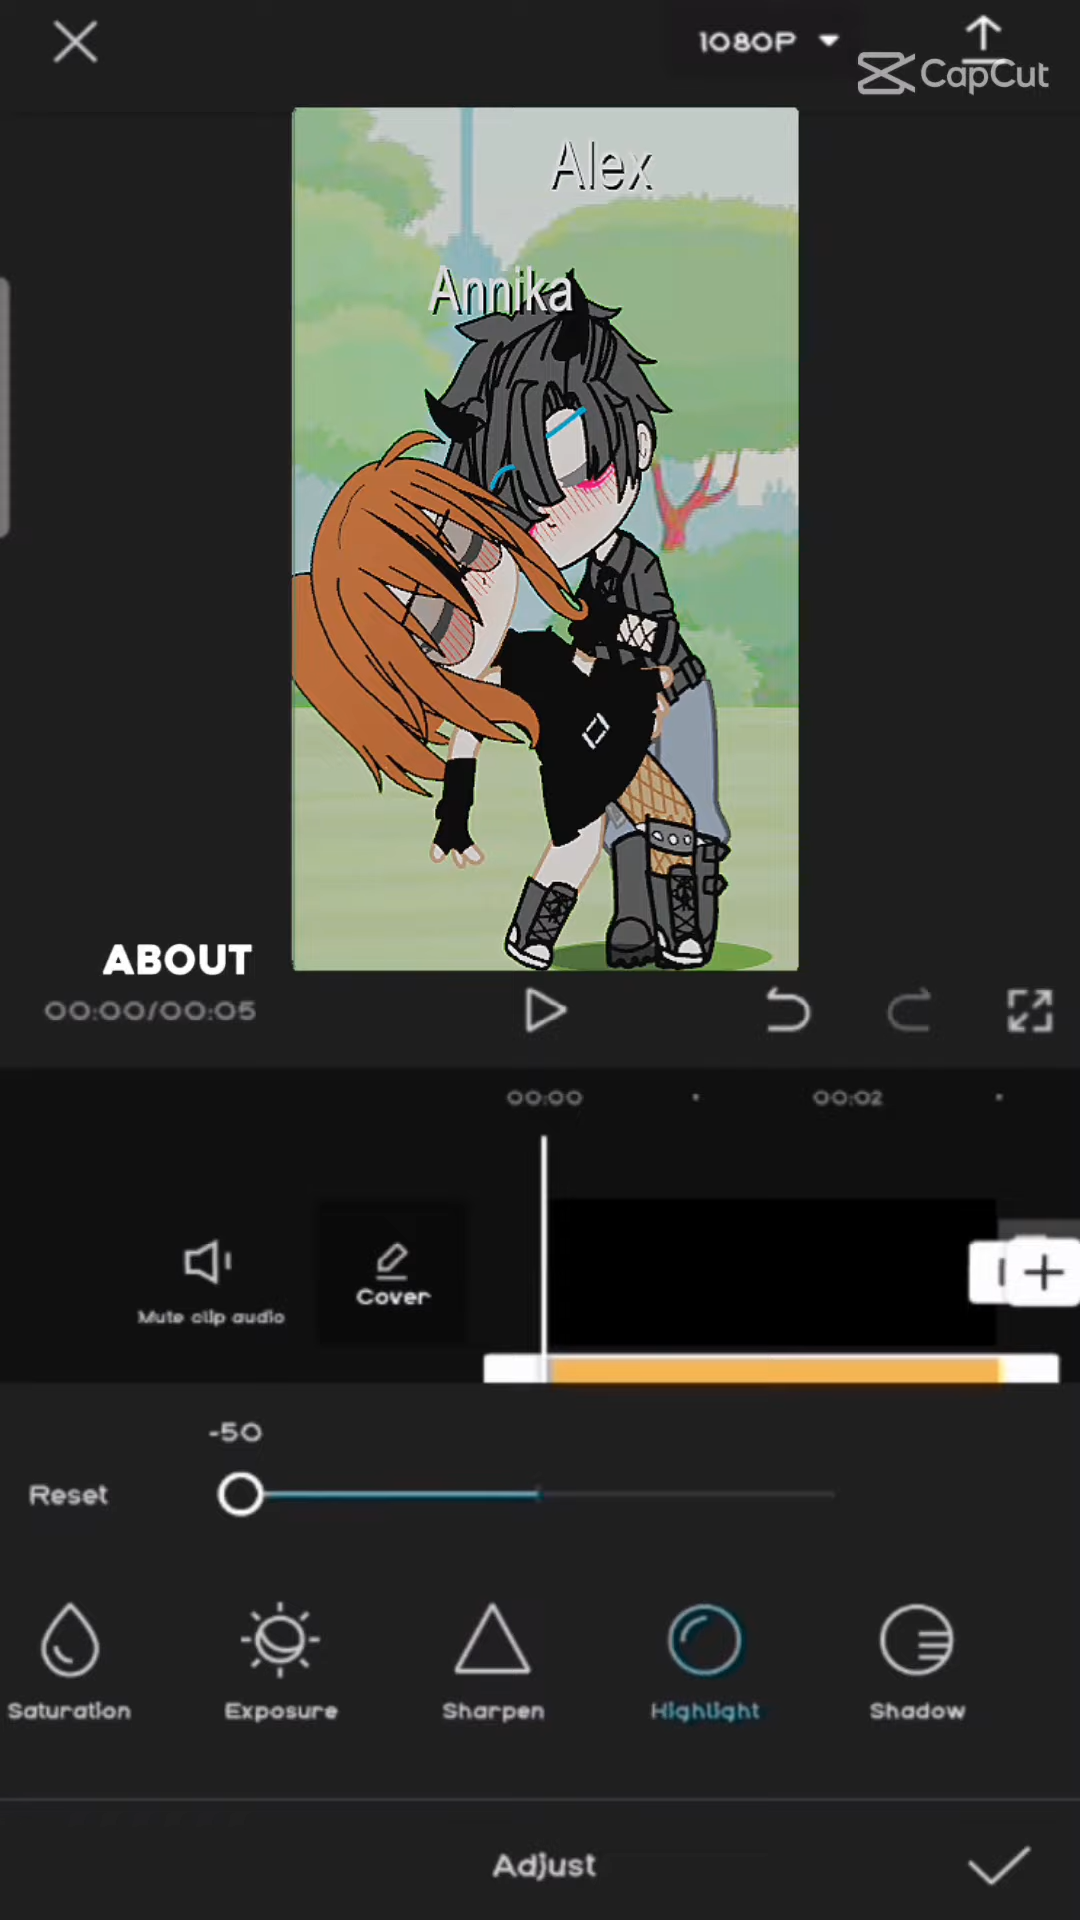 1080P
CapCut
Alex
Annika
ABOUT
00:00/00:05
00:00
00:02
Cover
Mute clip audio
-50
Reset
Saturation
Exposure
Sharpen
Highlight
Shadow
Adjust